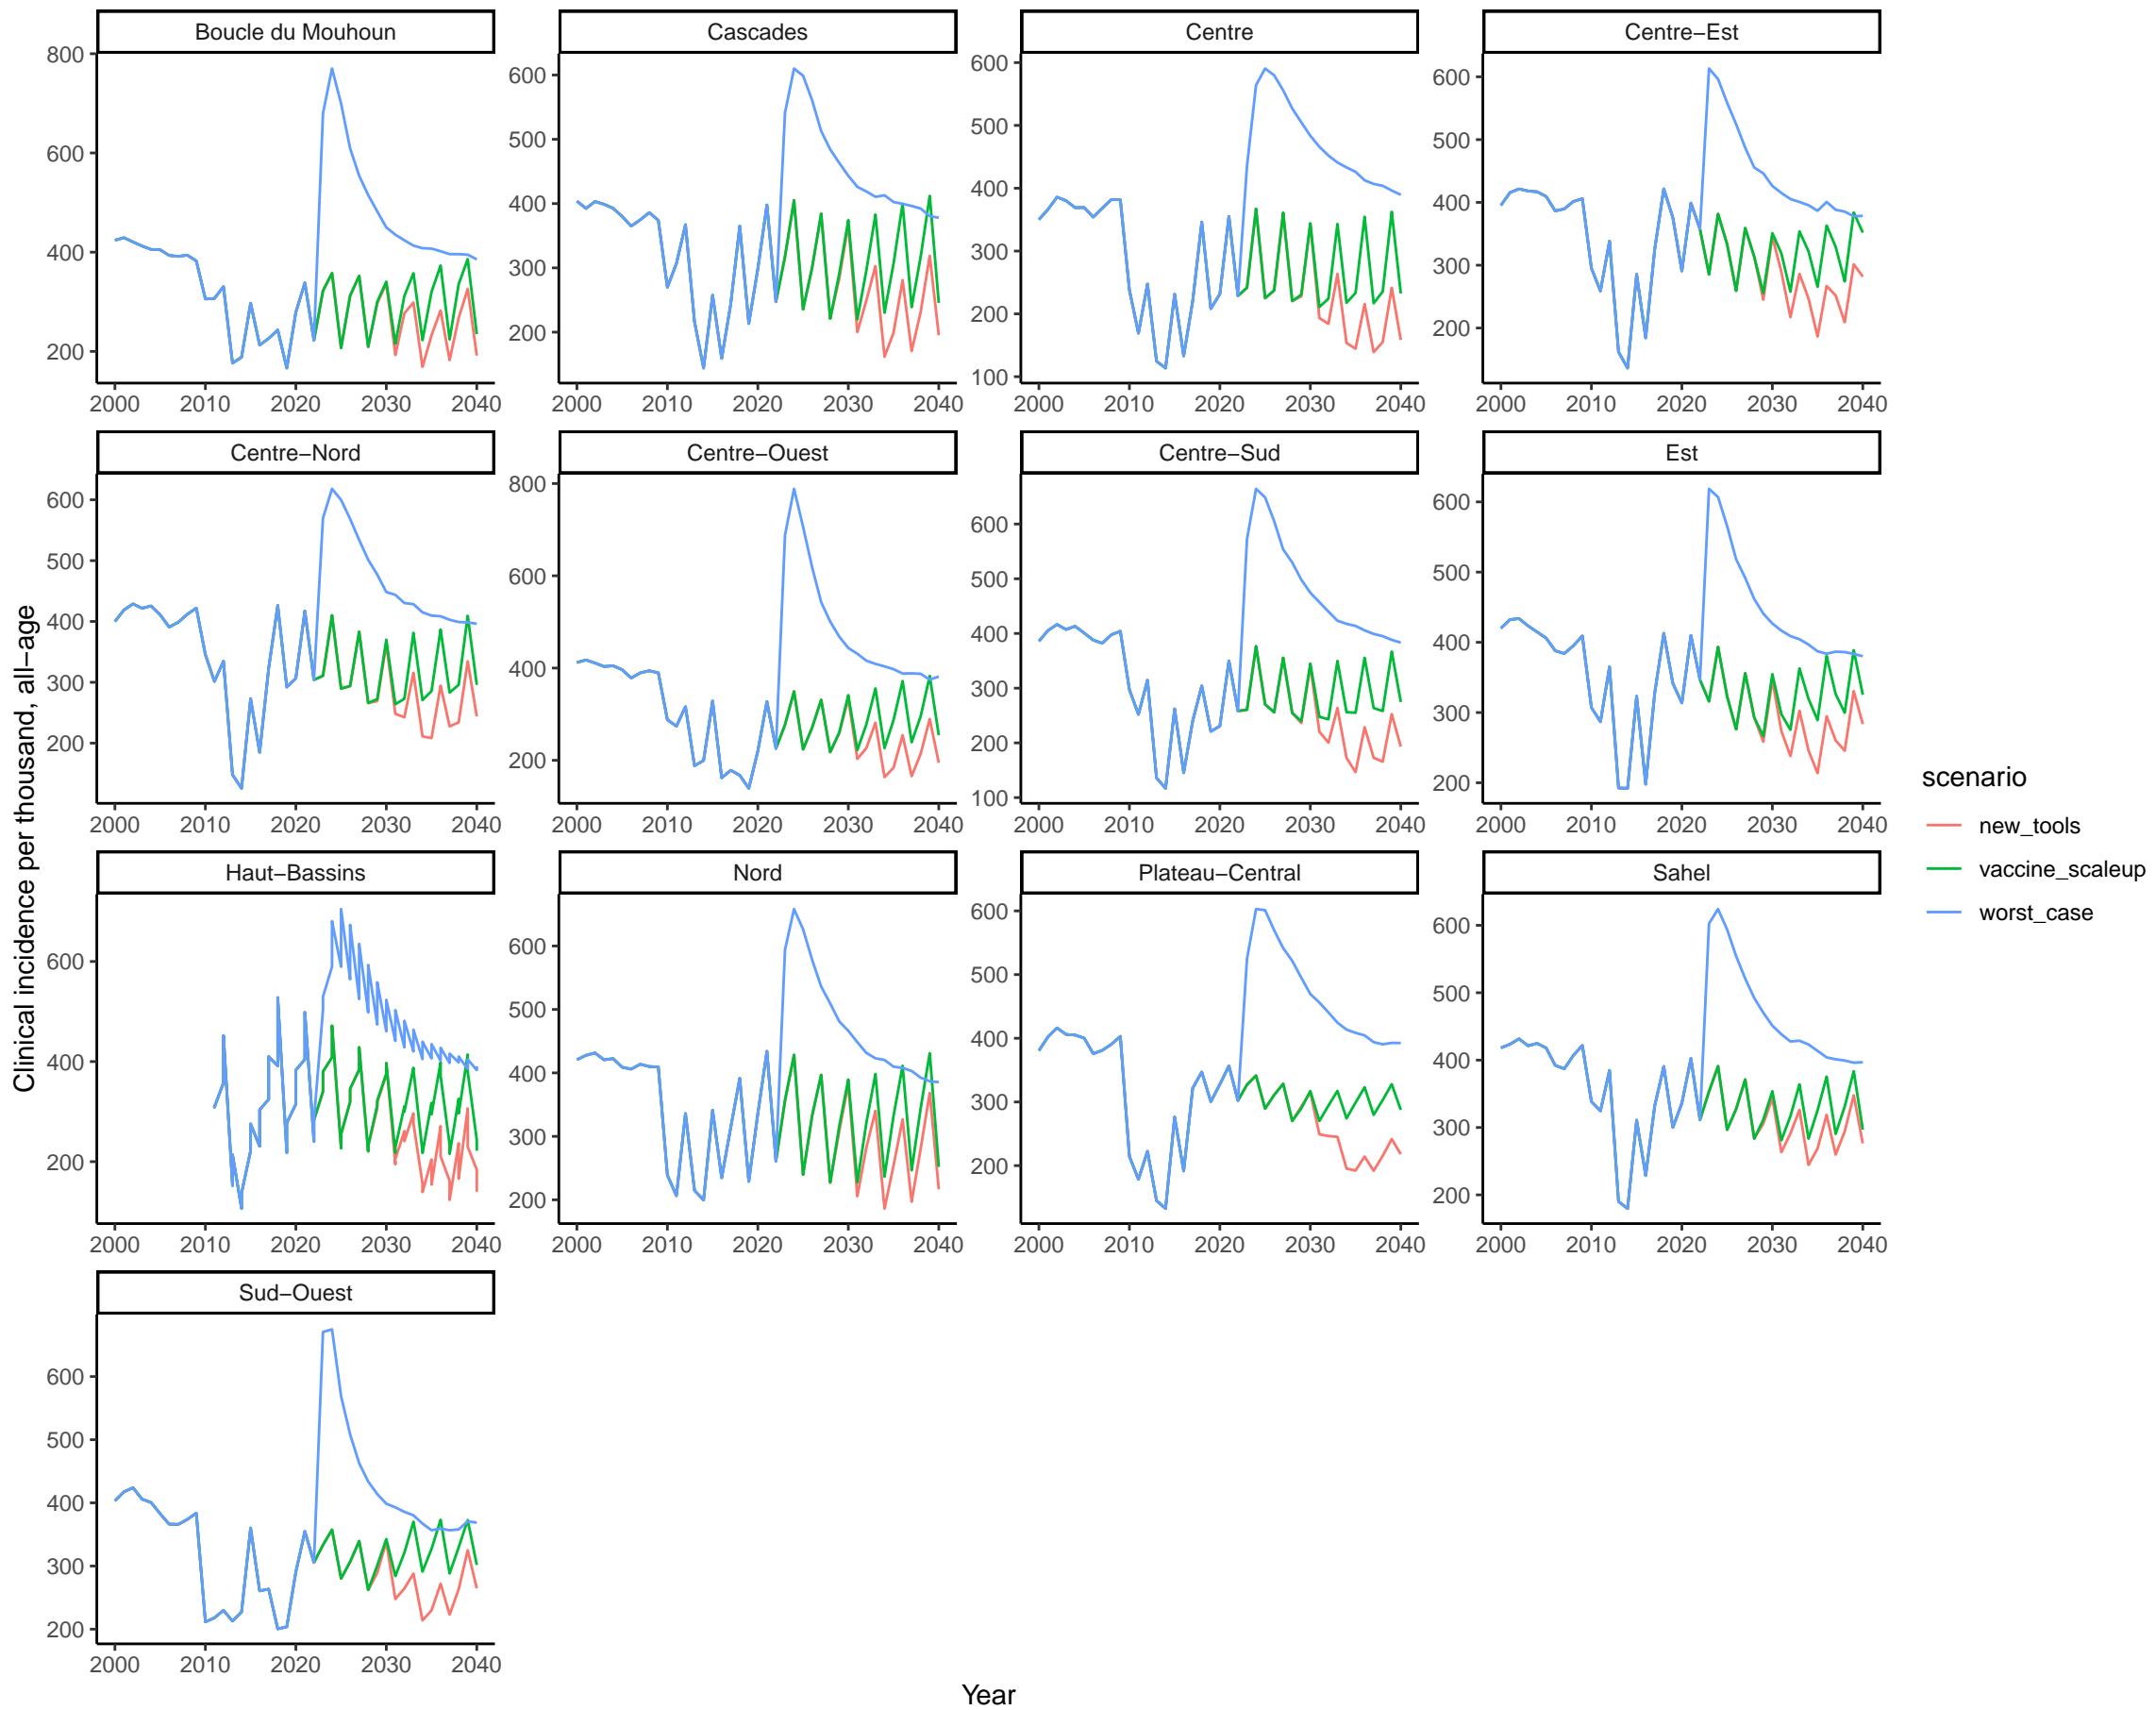 Boucle du Mouhoun
Cascades
Centre
Centre−Est
800
600
400
200
600
500
400
300
200
600
500
400
300
200
100
600
500
400
300
200
2000 2010 2020 2030 2040
2000 2010 2020 2030 2040
2000 2010 2020 2030 2040
2000 2010 2020 2030 2040
Centre−Nord
Centre−Ouest
Centre−Sud
Est
600
500
400
300
200
800
600
400
200
600
500
400
300
200
100
600
500
400
300
200
2000 2010 2020 2030 2040
2000 2010 2020 2030 2040
2000 2010 2020 2030 2040
2000 2010 2020 2030 2040
Haut−Bassins
Nord
Plateau−Central
Sahel
600
400
200
600
500
400
300
200
600
500
400
300
200
600
500
400
300
200
2000 2010 2020 2030 2040
2000 2010 2020 2030 2040
2000 2010 2020 2030 2040
2000 2010 2020 2030 2040
Sud−Ouest
600
500
400
300
200
2000 2010 2020 2030 2040
Year
Clinical incidence per thousand, all−age
scenario
new_tools
vaccine_scaleup
worst_case